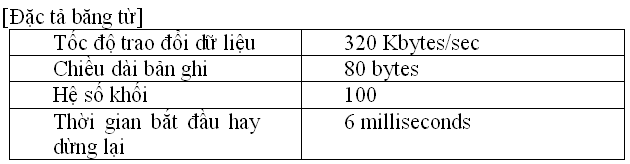 [Đặc tả băng từ]
Tốc độ trao đổi dữ liệu 320 Kbytes/sec
Chiều dài bản ghi 80 bytes
Hệ số khối 100
Thời gian bắt đầu hay 6 milliseconds
dừng lại